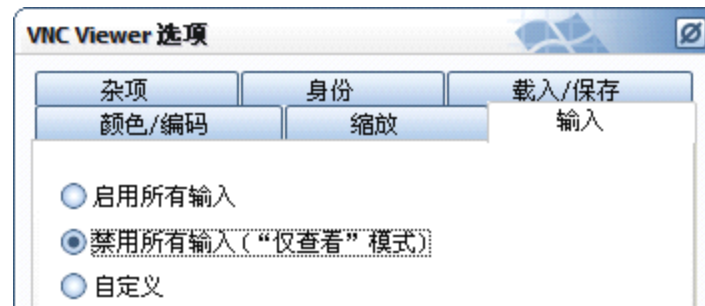 VNC Viewer 选项
杂项 身份 载入/保存
颜色/编码 缩放 输入
启用所有输入
禁用所有输入(“仅查看”模式)
自定义